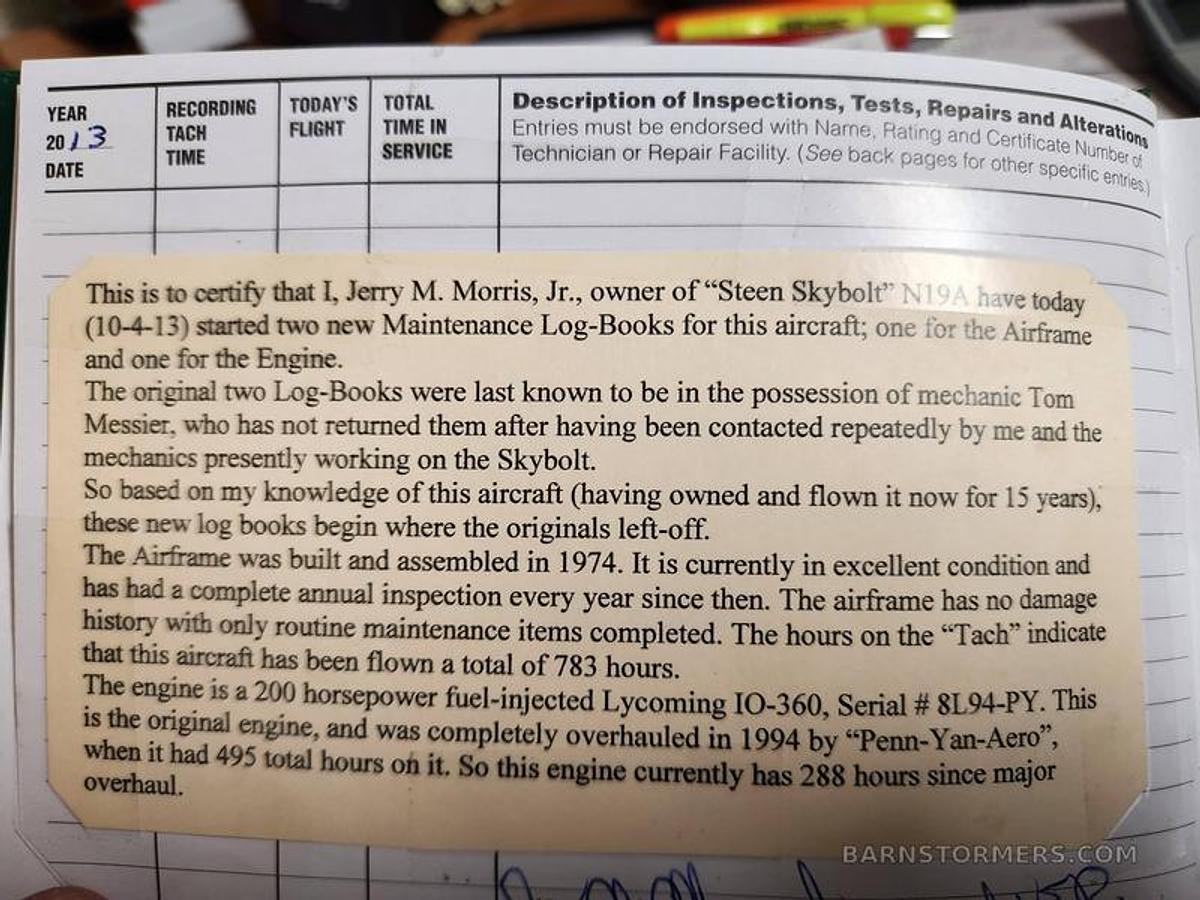 YEAR
2013
DATE
RECORDING
TACH
TIME
TODAY'S
FLIGHT
TOTAL
TIME IN
SERVICE
Description of Inspections, Tests, Repairs and Alterations
Entries must be endorsed with Name, Rating and Certificate Number of
Technician or Repair Facility. (See back pages for other specific entries.)
This is to certify that I, Jerry M. Morris, Jr., owner of “Steen Skybolt” N19A have today
(10-4-13) started two new Maintenance Log-Books for this aircraft; one for the Airframe
and one for the Engine.
The original two Log-Books were last known to be in the possession of mechanic Tom
Messier, who has not returned them after having been contacted repeatedly by me and the
mechanics presently working on the Skybolt.
So based on my knowledge of this aircraft (having owned and flown it now for 15 years),
these new log books begin where the originals left-off.
The Airframe was built and assembled in 1974. It is currently in excellent condition and
has had a complete annual inspection every year since then. The airframe has no damage
history with only routine maintenance items completed. The hours on the “Tach” indicate
that this aircraft has been flown a total of 783 hours.
The engine is a 200 horsepower fuel-injected Lycoming IO-360, Serial # 8L94-PY. This
is the original engine, and was completely overhauled in 1994 by “Penn-Yan-Aero”,
when it had 495 total hours on it. So this engine currently has 288 hours since major
overhaul.
BARNSTORMERS.COM